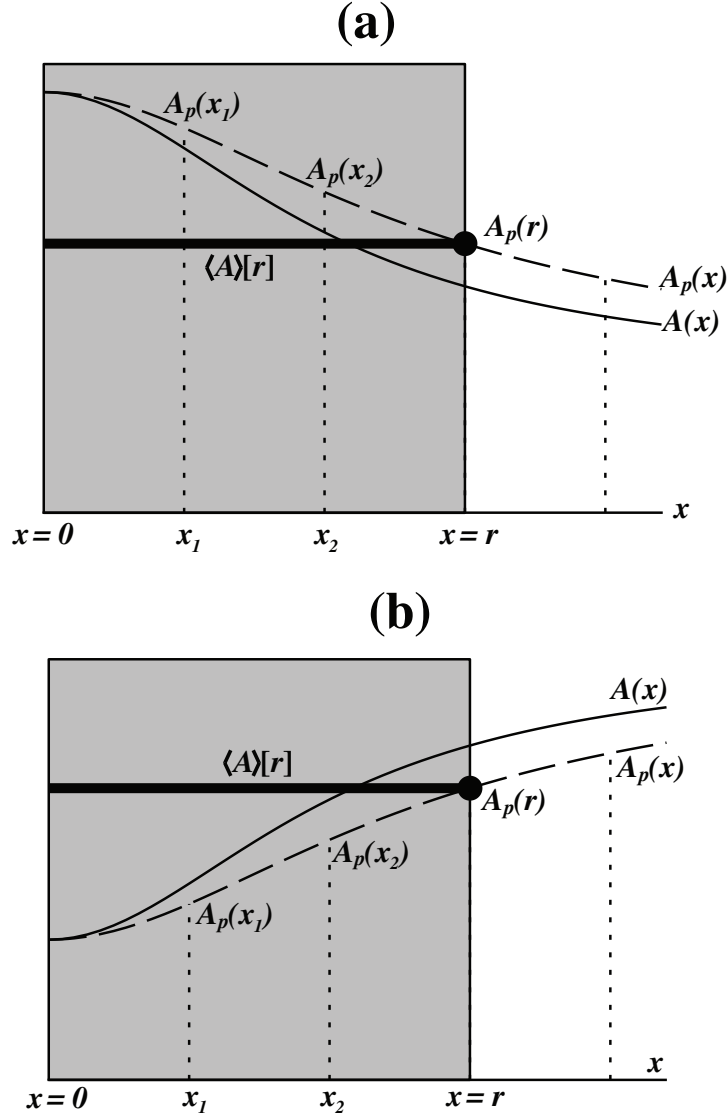 (a)
A_p(x_1)
A_p(x_2)
A_p(r)
⟨A⟩[r]
A_p(x)
A(x)
x
x = 0 x_1 x_2 x = r
(b)
A(x)
⟨A⟩[r]
A_p(x)
A_p(r)
A_p(x_2)
A_p(x_1)
x
x = 0 x_1 x_2 x = r